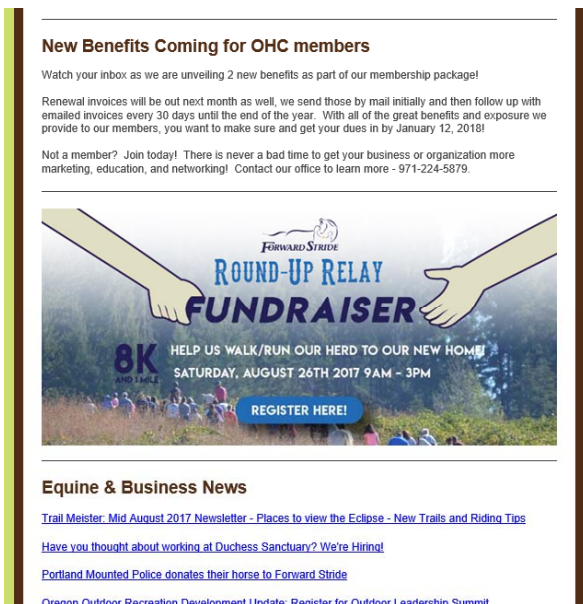 New Benefits Coming for OHC members
Watch your inbox as we are unveiling 2 new benefits as part of our membership package!
Renewal invoices will be out next month as well, we send those by mail initially and then follow up with
emailed invoices every 30 days until the end of the year.  With all of the great benefits and exposure we
provide to our members, you want to make sure and get your dues in by January 12, 2018!
Not a member?  Join today!  There is never a bad time to get your business or organization more
marketing, education, and networking!  Contact our office to learn more - 971-224-5879.
FORWARD STRIDE
ROUND-UP RELAY
FUNDRAISER
8K
AND 1 MILE
HELP US WALK/RUN OUR HERD TO OUR NEW HOME!
SATURDAY, AUGUST 26TH 2017 9AM - 3PM
REGISTER HERE!
Equine & Business News
Trail Meister: Mid August 2017 Newsletter - Places to view the Eclipse - New Trails and Riding Tips
Have you thought about working at Duchess Sanctuary? We're Hiring!
Portland Mounted Police donates their horse to Forward Stride
Oregon Outdoor Recreation Development Update: Register for Outdoor Leadership Summit